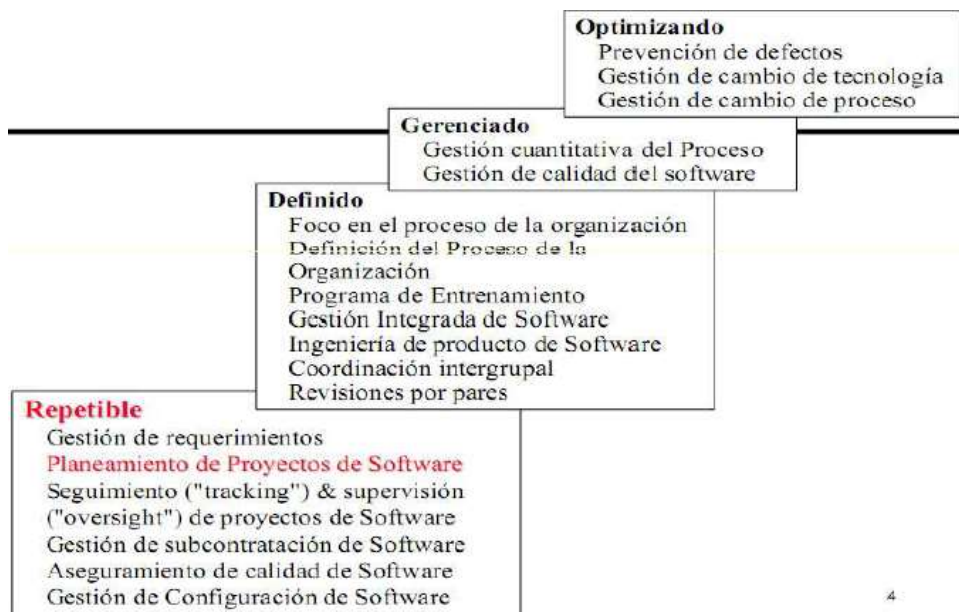 Optimizando
Prevención de defectos
Gestión de cambio de tecnología
Gestión de cambio de proceso
Gerenciado
Gestión cuantitativa del Proceso
Gestión de calidad del software
Definido
Foco en el proceso de la organización
Definición del Proceso de la
Organización
Programa de Entrenamiento
Gestión Integrada de Software
Ingeniería de producto de Software
Coordinación intergrupal
Revisiones por pares
Repetible
Gestión de requerimientos
Planeamiento de Proyectos de Software
Seguimiento ("tracking") & supervisión
("oversight") de proyectos de Software
Gestión de subcontratación de Software
Aseguramiento de calidad de Software
Gestión de Configuración de Software
4